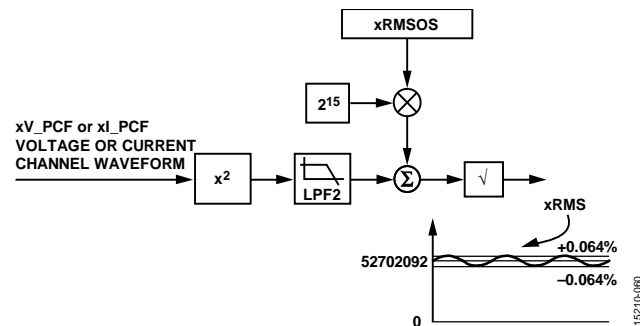 xRMSOS
2¹⁵
xV_PCF or xI_PCF
VOLTAGE OR CURRENT
CHANNEL WAVEFORM
x²
LPF2
Σ
√
xRMS
+0.064%
52702092
–0.064%
0
15210-060